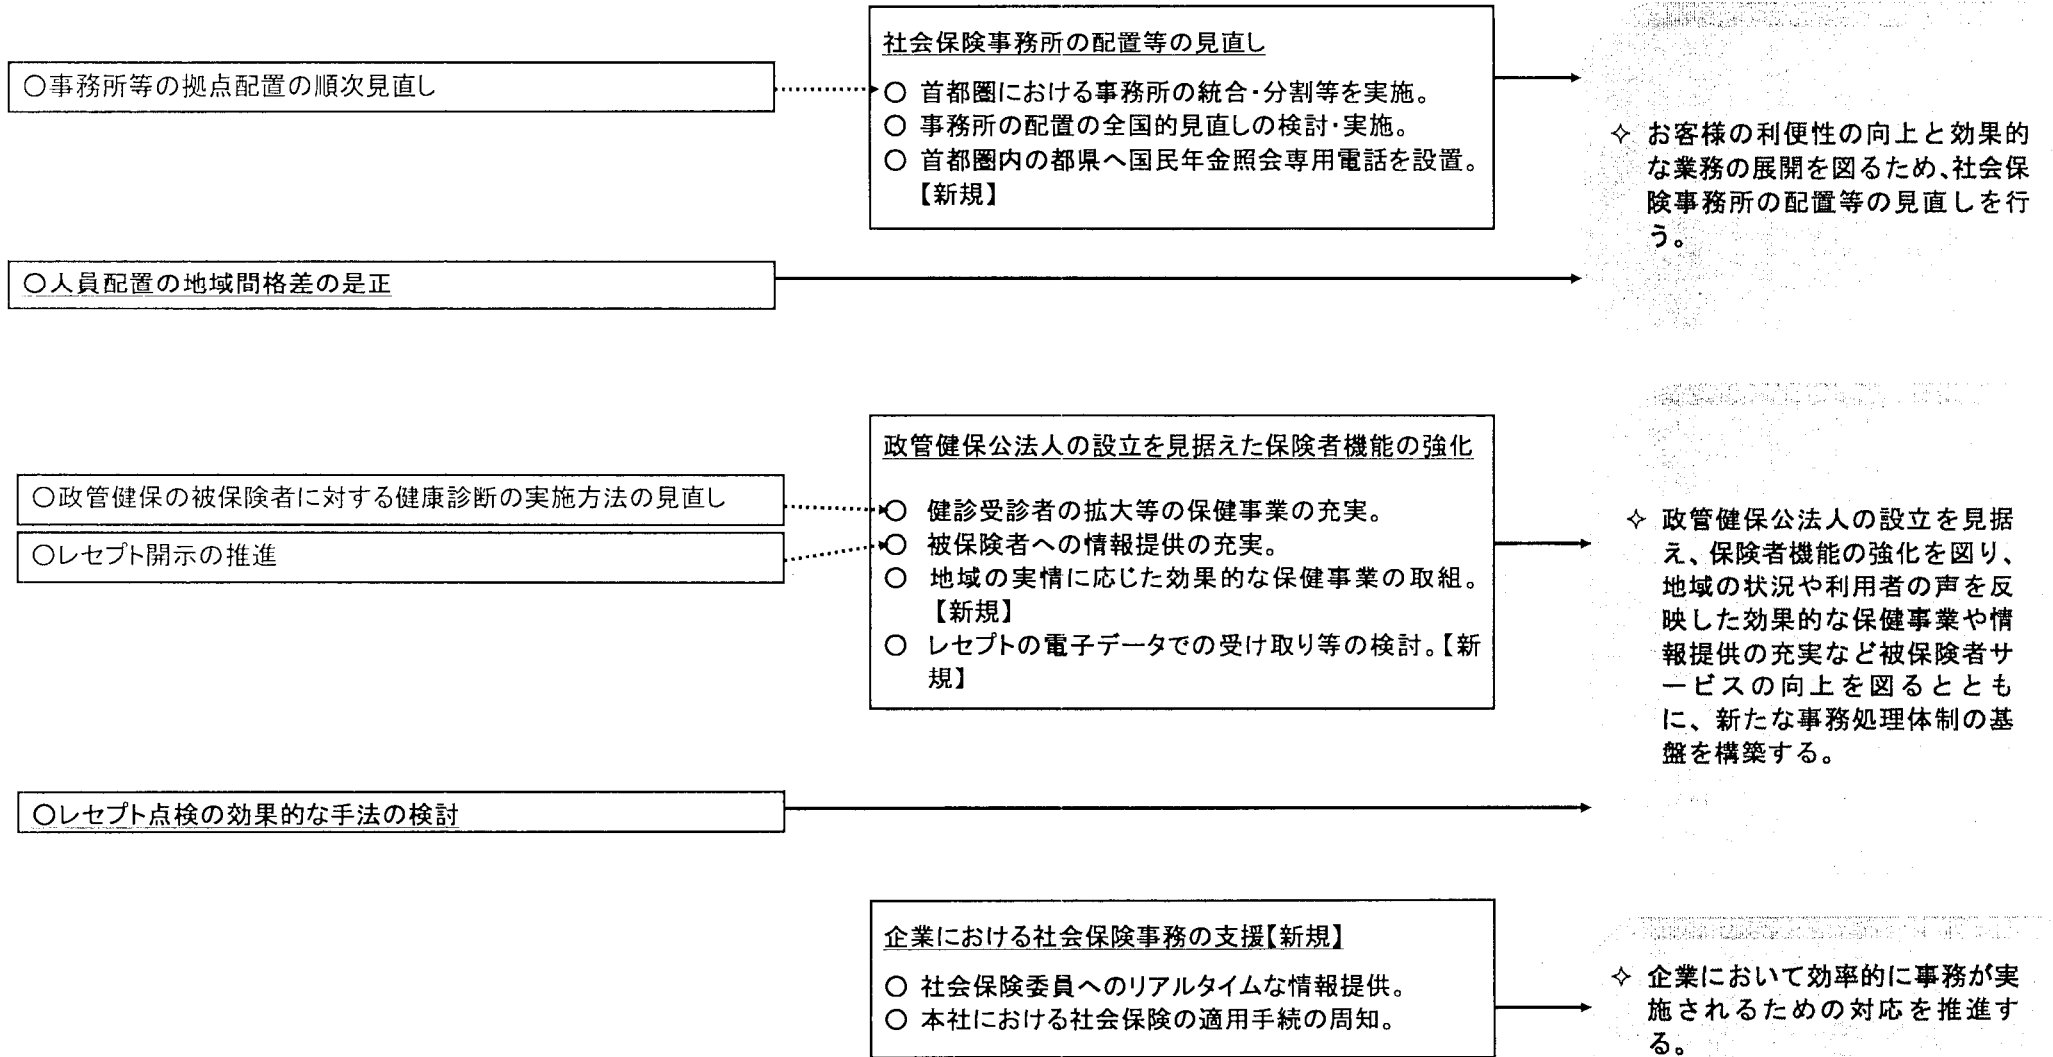 社会保険事務所の配置等の見直し
○事務所等の拠点配置の順次見直し
○ 首都圏における事務所の統合・分割等を実施。
○ 事務所の配置の全国的見直しの検討・実施。
○ 首都圏内の都県へ国民年金照会専用電話を設置。
【新規】
✧ お客様の利便性の向上と効果的
な業務の展開を図るため、社会保
険事務所の配置等の見直しを行
う。
○人員配置の地域間格差の是正
政管健保公法人の設立を見据えた保険者機能の強化
○政管健保の被保険者に対する健康診断の実施方法の見直し
○レセプト開示の推進
○ 健診受診者の拡大等の保健事業の充実。
○ 被保険者への情報提供の充実。
○ 地域の実情に応じた効果的な保健事業の取組。
【新規】
○ レセプトの電子データでの受け取り等の検討。【新
規】
✧ 政管健保公法人の設立を見据
え、保険者機能の強化を図り、
地域の状況や利用者の声を反
映した効果的な保健事業や情
報提供の充実など被保険者サ
ービスの向上を図るととも
に、新たな事務処理体制の基
盤を構築する。
○レセプト点検の効果的な手法の検討
企業における社会保険事務の支援【新規】
○ 社会保険委員へのリアルタイムな情報提供。
○ 本社における社会保険の適用手続の周知。
✧ 企業において効率的に事務が実
施されるための対応を推進す
る。